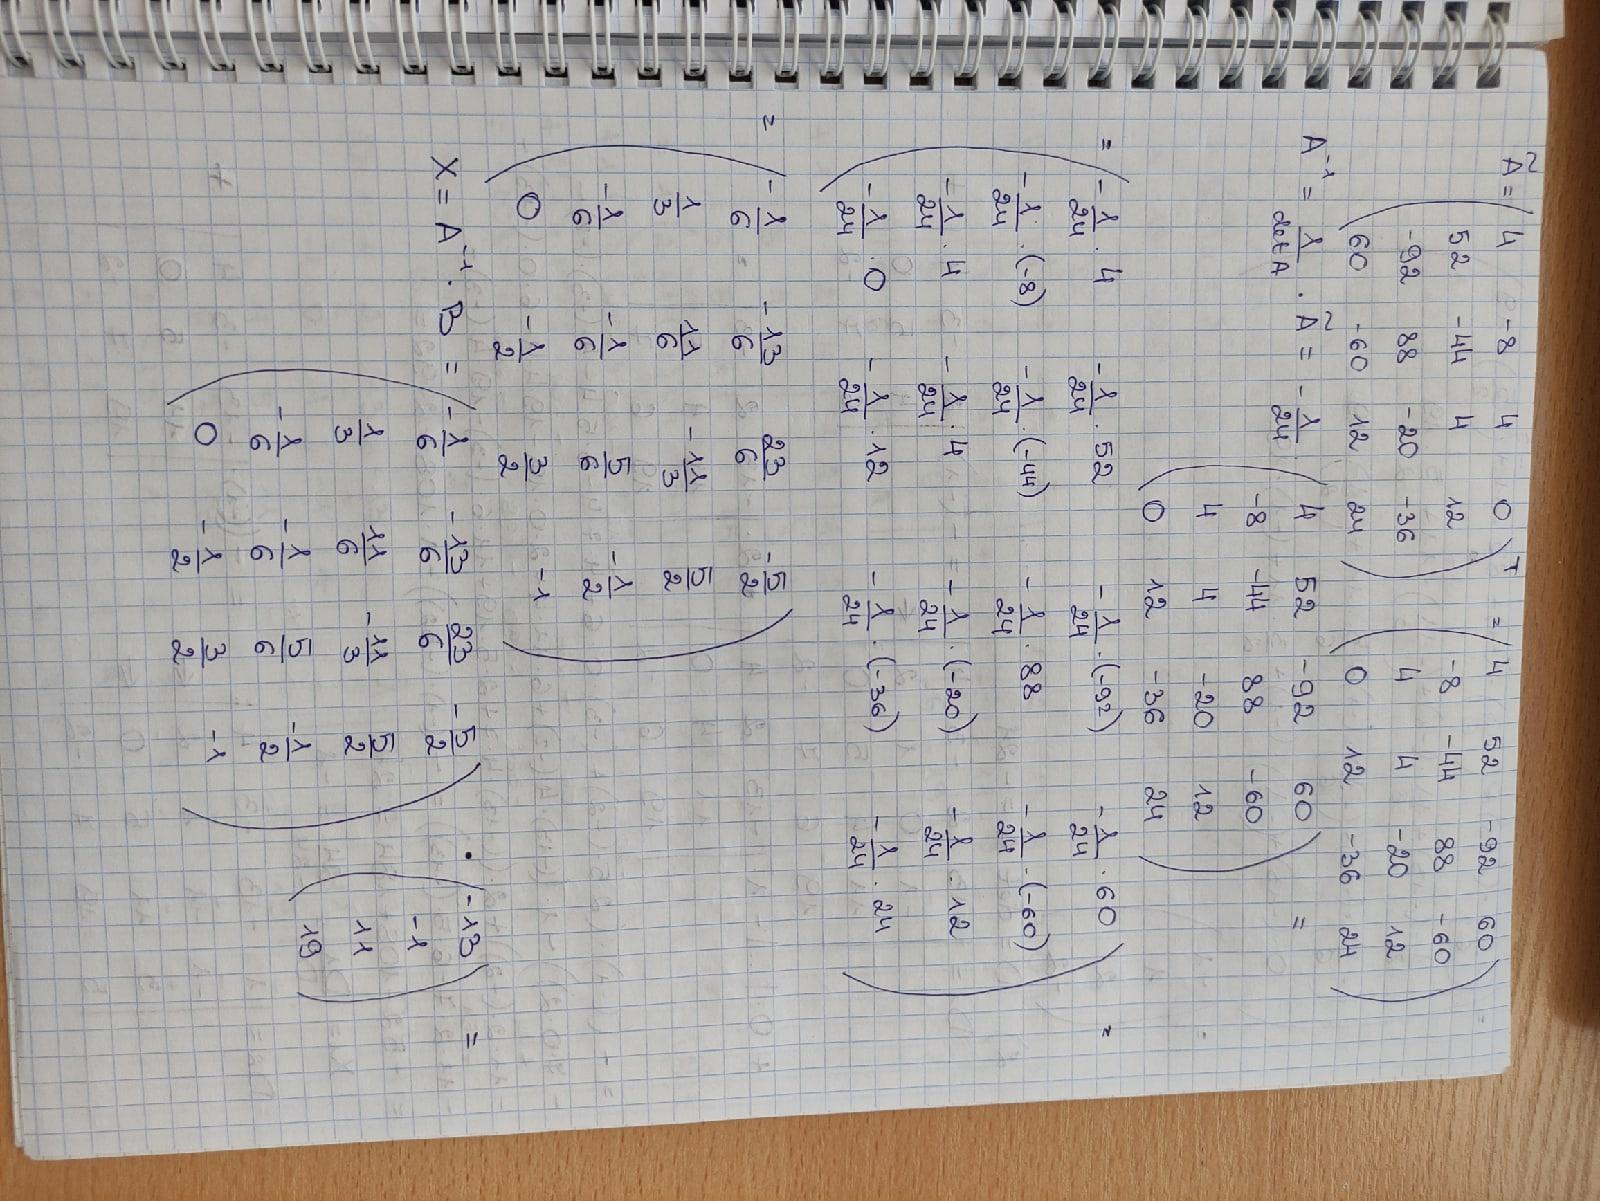 Ã = ( 4 -8 4 0 )ᵀ = ( 4 52 -92 60 )
52 -44 4 12 -8 -44 88 -60
-92 88 -20 -36 4 4 -20 12
60 -60 12 24 0 12 -36 24
A⁻¹ = 1/det A · Ã = -1/24 ( 4 52 -92 60 ) =
-8 -44 88 -60
4 4 -20 12
0 12 -36 24
= ( -1/24 · 4 -1/24 · 52 -1/24 · (-92) -1/24 · 60 ) =
-1/24 · (-8) -1/24 · (-44) -1/24 · 88 -1/24 · (-60)
-1/24 · 4 -1/24 · 4 -1/24 · (-20) -1/24 · 12
-1/24 · 0 -1/24 · 12 -1/24 · (-36) -1/24 · 24
= ( -1/6 -13/6 23/6 -5/2 )
1/3 11/6 -11/3 5/2
-1/6 -1/6 5/6 -1/2
0 -1/2 3/2 -1
X = A⁻¹ · B = ( -1/6 -13/6 23/6 -5/2 ) · ( -13 ) =
1/3 11/6 -11/3 5/2 -1
-1/6 -1/6 5/6 -1/2 11
0 -1/2 3/2 -1 19